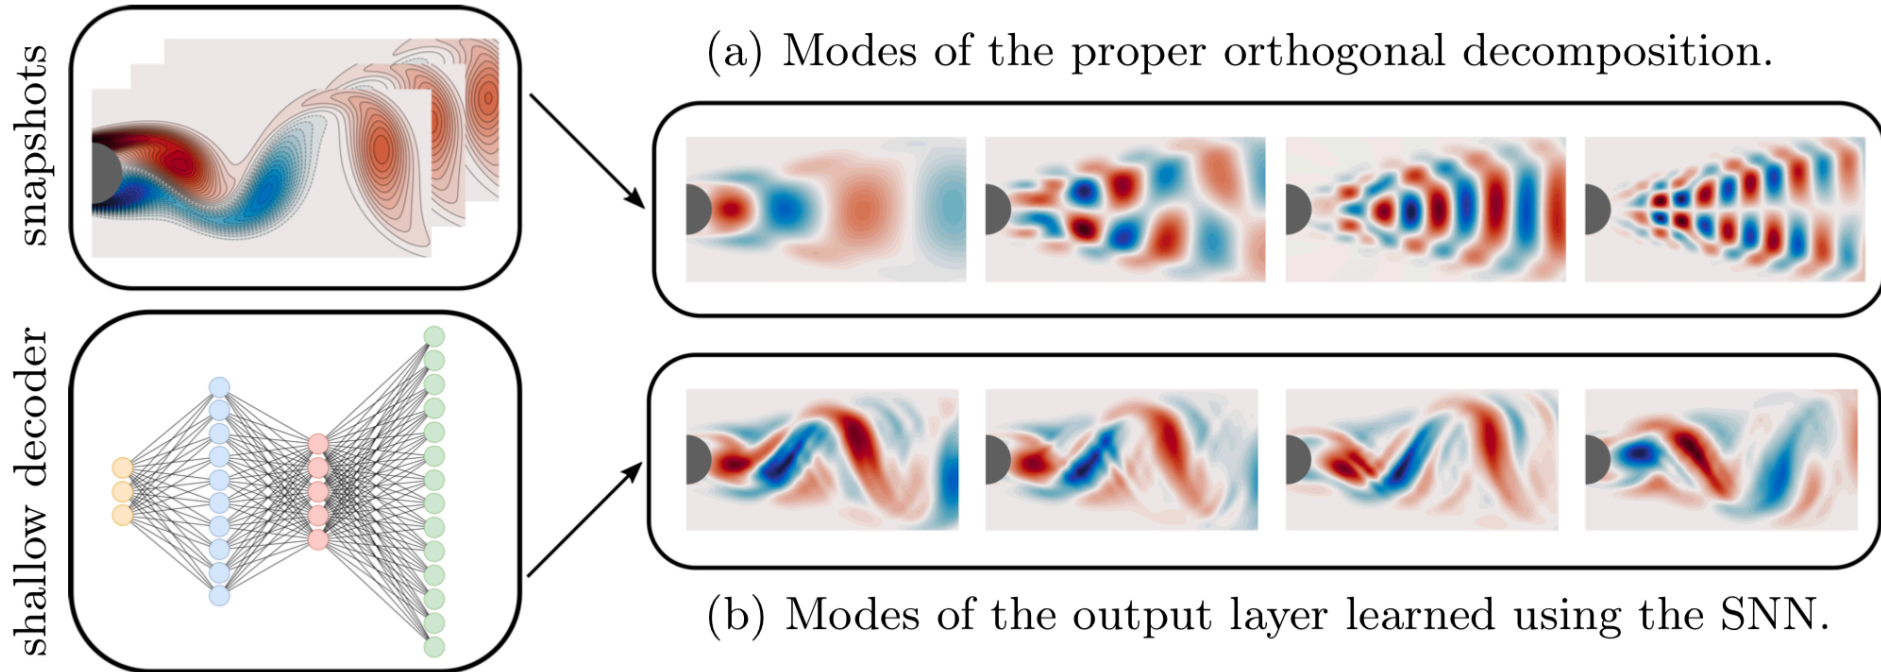 snapshots
(a) Modes of the proper orthogonal decomposition.
shallow decoder
(b) Modes of the output layer learned using the SNN.